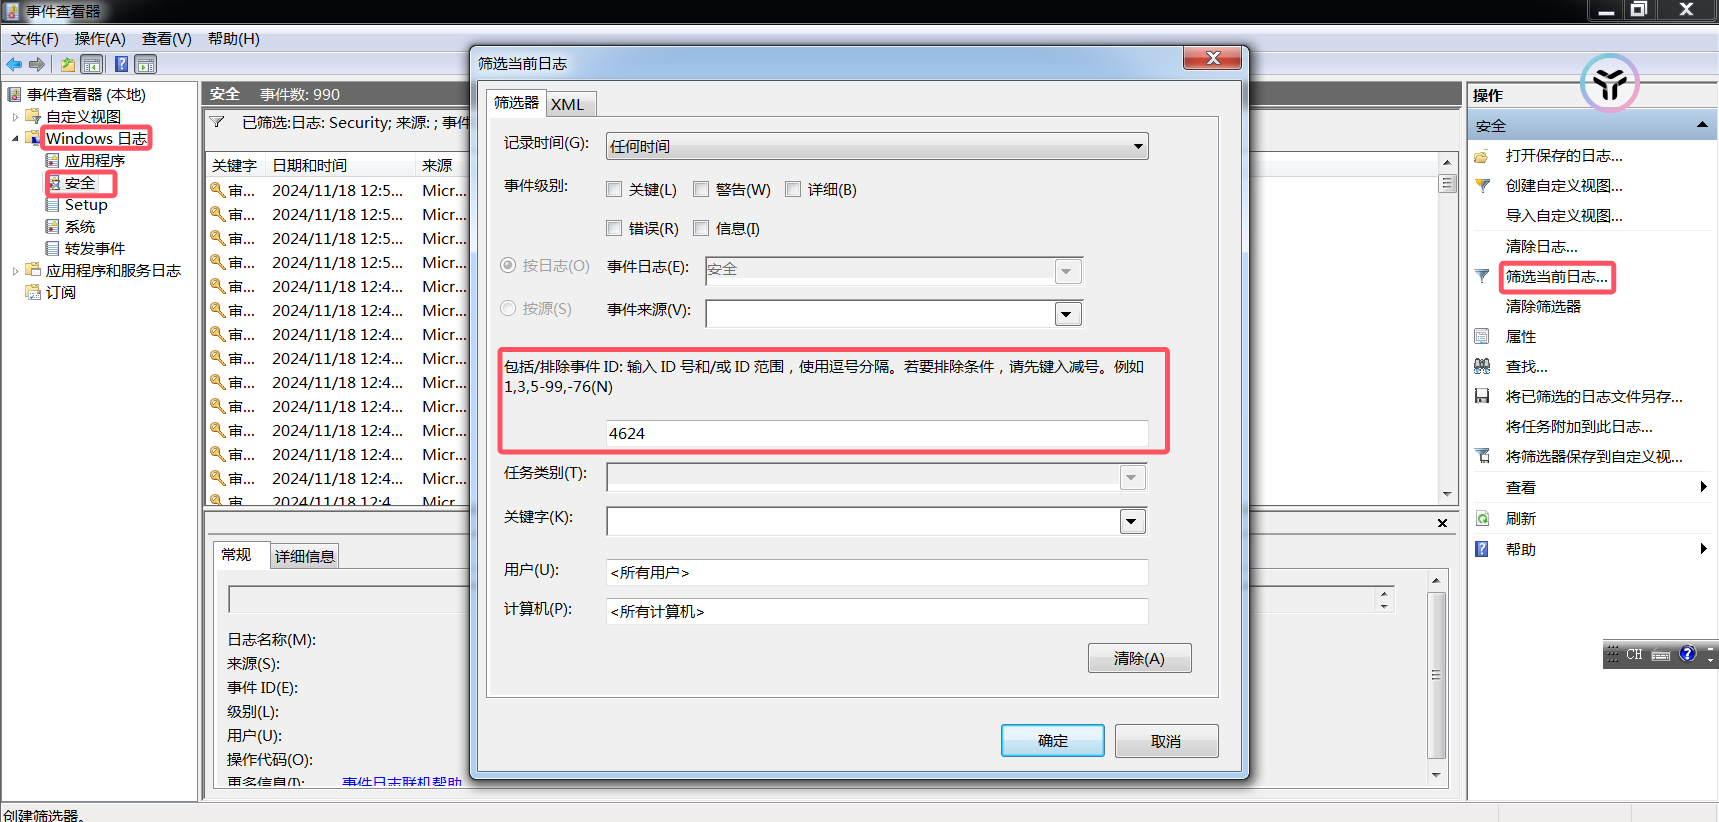 事件查看器
文件(F) 操作(A) 查看(V) 帮助(H)
事件查看器 (本地)
自定义视图
Windows 日志
应用程序
安全
Setup
系统
转发事件
应用程序和服务日志
订阅
安全 事件数: 990
已筛选:日志: Security; 来源: ; 事件
关键字 日期和时间 来源
审... 2024/11/18 12:5... Micr...
审... 2024/11/18 12:5... Micr...
审... 2024/11/18 12:5... Micr...
审... 2024/11/18 12:5... Micr...
审... 2024/11/18 12:4... Micr...
审... 2024/11/18 12:4... Micr...
审... 2024/11/18 12:4... Micr...
审... 2024/11/18 12:4... Micr...
审... 2024/11/18 12:4... Micr...
审... 2024/11/18 12:4... Micr...
审... 2024/11/18 12:4... Micr...
审... 2024/11/18 12:4... Micr...
审... 2024/11/18 12:4... Micr...
审... 2024/11/18 12:4 Micr...
常规 详细信息
日志名称(M):
来源(S):
事件 ID(E):
级别(L):
用户(U):
操作代码(O):
更多信息(I): 事件日志联机帮助
创建筛选器。
筛选当前日志
筛选器 XML
记录时间(G): 任何时间
事件级别: 关键(L) 警告(W) 详细(B)
错误(R) 信息(I)
按日志(O) 事件日志(E): 安全
按源(S) 事件来源(V):
包括/排除事件 ID: 输入 ID 号和/或 ID 范围，使用逗号分隔。若要排除条件，请先键入减号。例如
1,3,5-99,-76(N)
4624
任务类别(T):
关键字(K):
用户(U): <所有用户>
计算机(P): <所有计算机>
清除(A)
确定 取消
操作
安全
打开保存的日志...
创建自定义视图...
导入自定义视图...
清除日志...
筛选当前日志...
清除筛选器
属性
查找...
将已筛选的日志文件另存...
将任务附加到此日志...
将筛选器保存到自定义视...
查看
刷新
帮助
CH